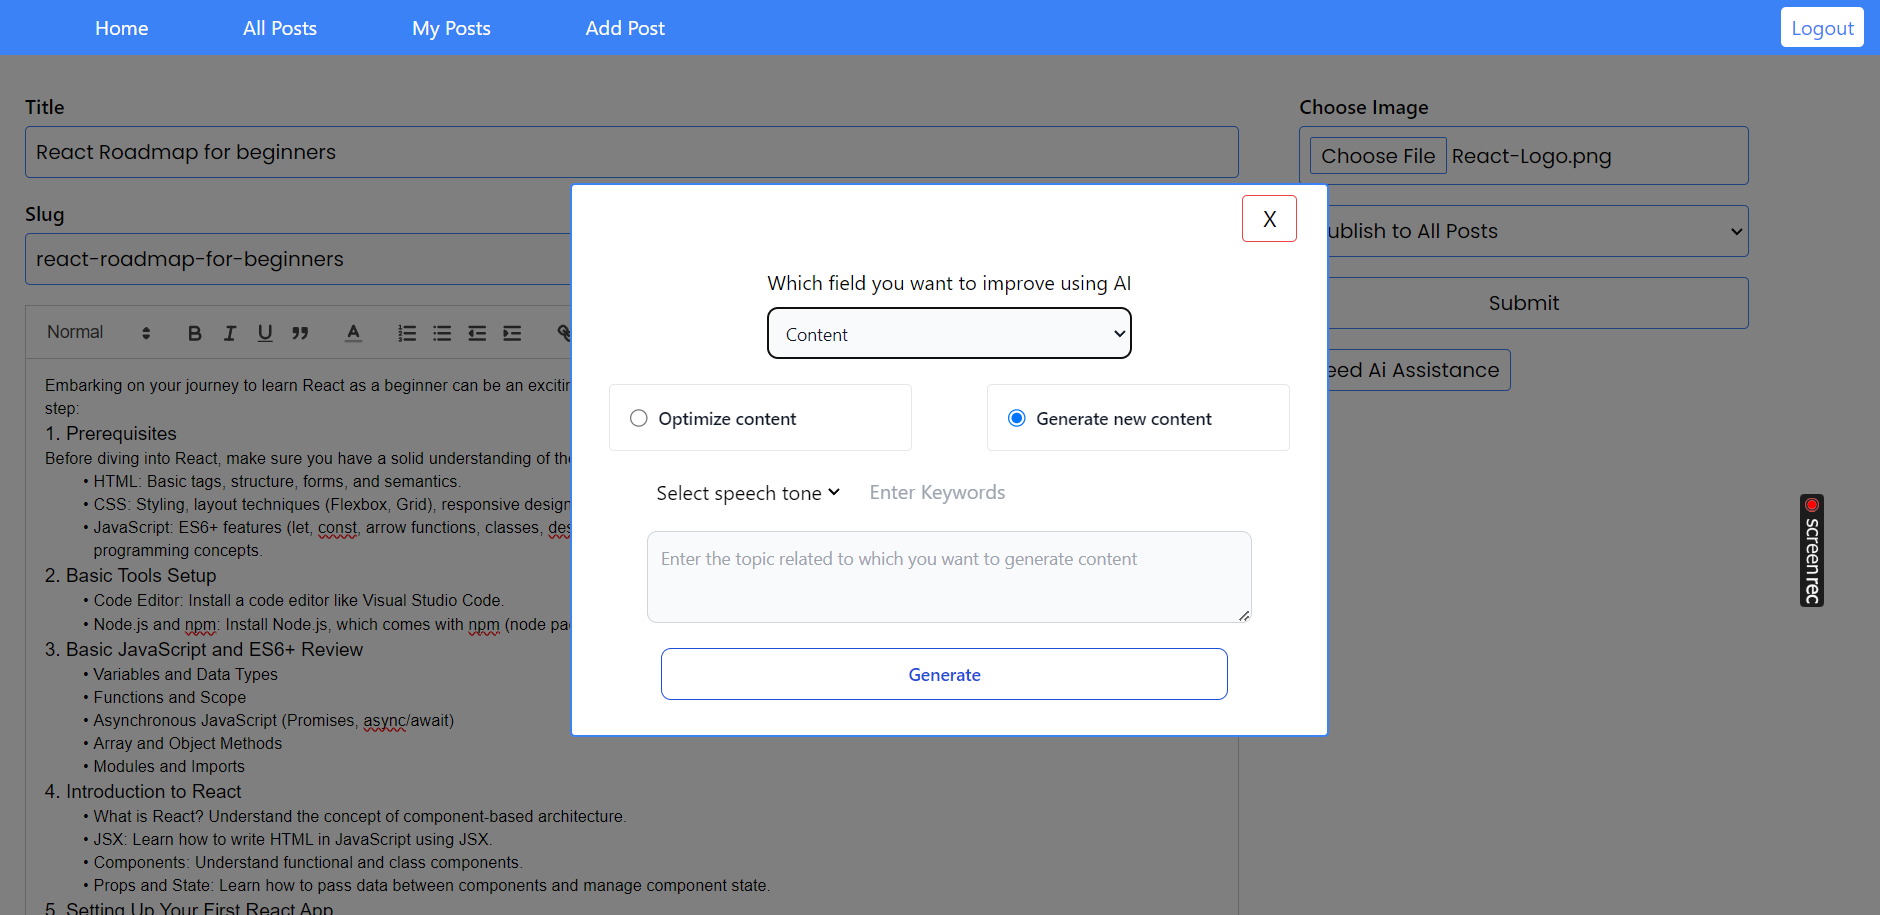 Home All Posts My Posts Add Post Logout
Title
React Roadmap for beginners
Slug
react-roadmap-for-beginners
Normal
Embarking on your journey to learn React as a beginner can be an
step:
1. Prerequisites
Before diving into React, make sure you have a solid understanding of
• HTML: Basic tags, structure, forms, and semantics.
• CSS: Styling, layout techniques (Flexbox, Grid), responsive design
• JavaScript: ES6+ features (let, const, arrow functions, classes,
programming concepts.
2. Basic Tools Setup
• Code Editor: Install a code editor like Visual Studio Code.
• Node.js and npm: Install Node.js, which comes with npm (node
3. Basic JavaScript and ES6+ Review
• Variables and Data Types
• Functions and Scope
• Asynchronous JavaScript (Promises, async/await)
• Array and Object Methods
• Modules and Imports
4. Introduction to React
• What is React? Understand the concept of component-based architecture.
• JSX: Learn how to write HTML in JavaScript using JSX.
• Components: Understand functional and class components.
• Props and State: Learn how to pass data between components and manage component state.
5. Setting Up Your First React App
X
Which field you want to improve using AI
Content
Optimize content Generate new content
Select speech tone Enter Keywords
Enter the topic related to which you want to generate content
Generate
Choose Image
Choose File React-Logo.png
ublish to All Posts
Submit
eed Ai Assistance
screenrec